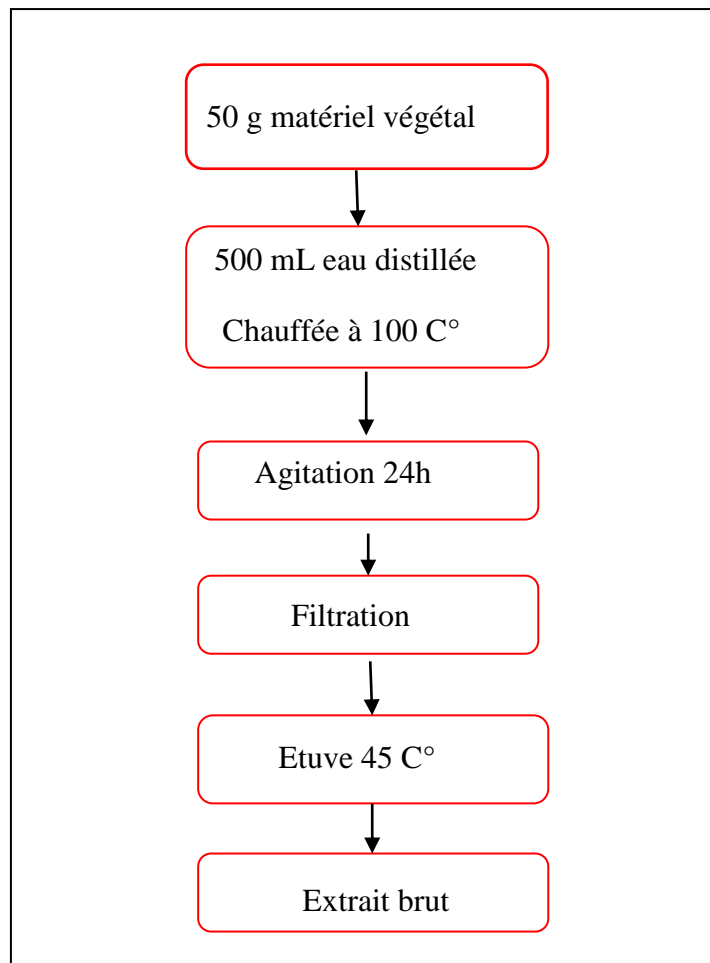 50 g matériel végétal
500 mL eau distillée
Chauffée à 100 C°
Agitation 24h
Filtration
Etuve 45 C°
Extrait brut